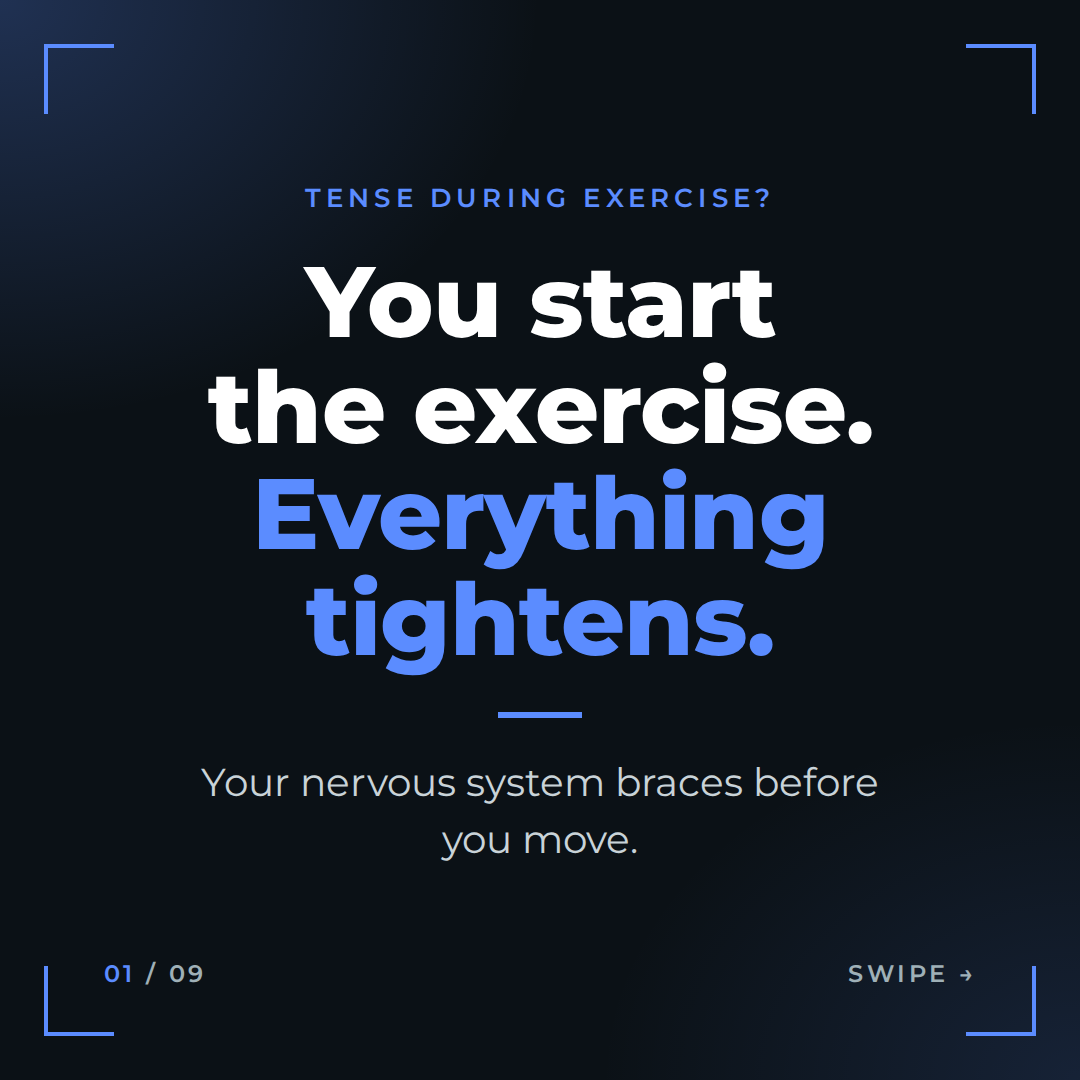 TENSE DURING EXERCISE?
You start
the exercise.
Everything
tightens.
Your nervous system braces before
you move.
01 / 09
SWIPE →